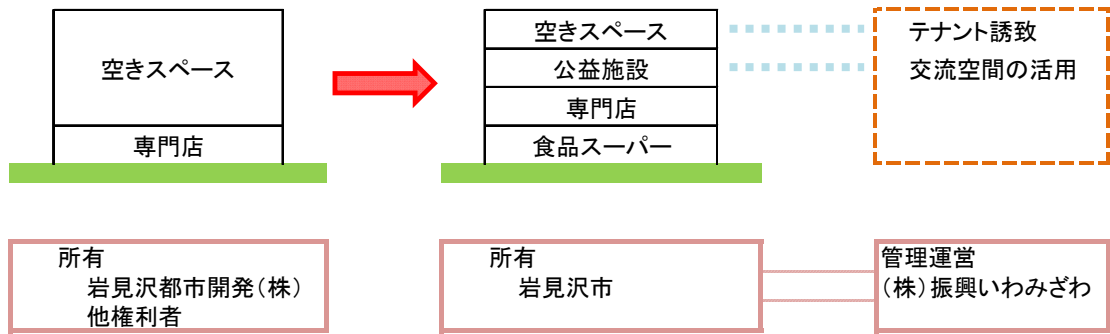 空きスペース
専門店
空きスペース
公益施設
専門店
食品スーパー
テナント誘致
交流空間の活用
所有
岩見沢都市開発(株)
他権利者
所有
岩見沢市
管理運営
(株)振興いわみざわ